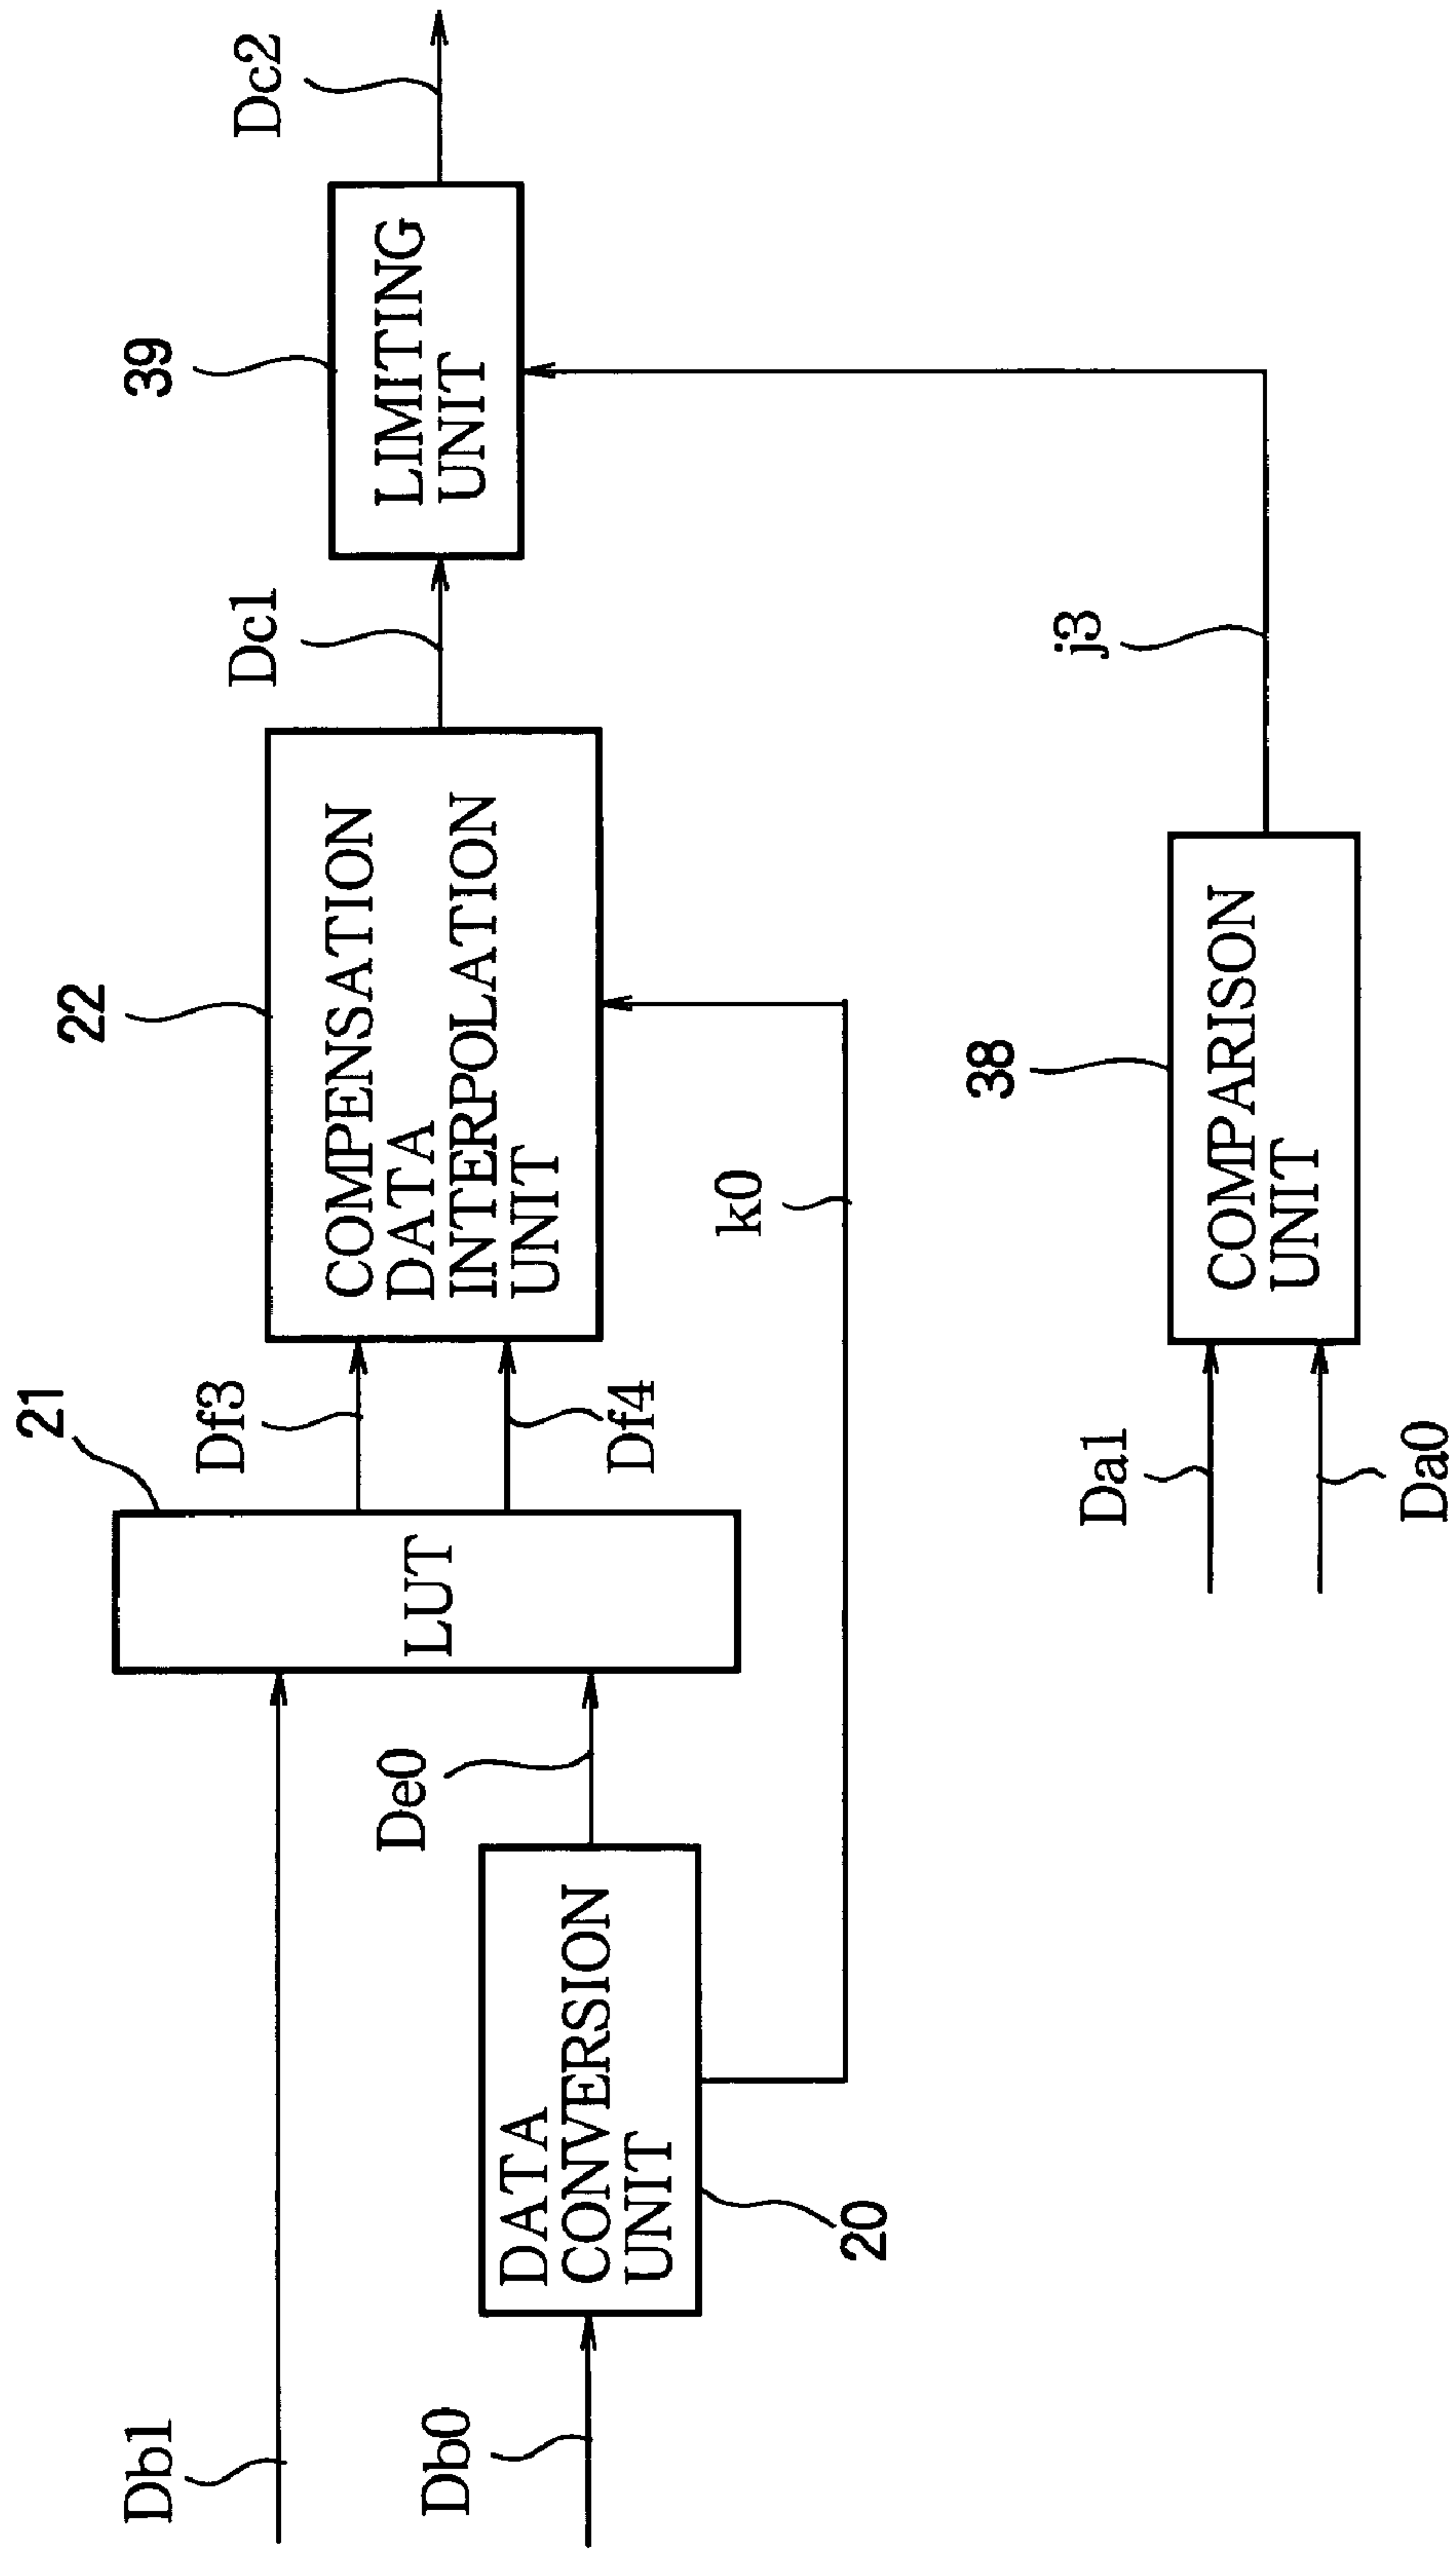 Db1
Db0
DATA
CONVERSION
UNIT
20
De0
21
LUT
Df3
Df4
k0
22
COMPENSATION
DATA
INTERPOLATION
UNIT
Dc1
39
LIMITING
UNIT
Dc2
Da1
Da0
38
COMPARISON
UNIT
j3